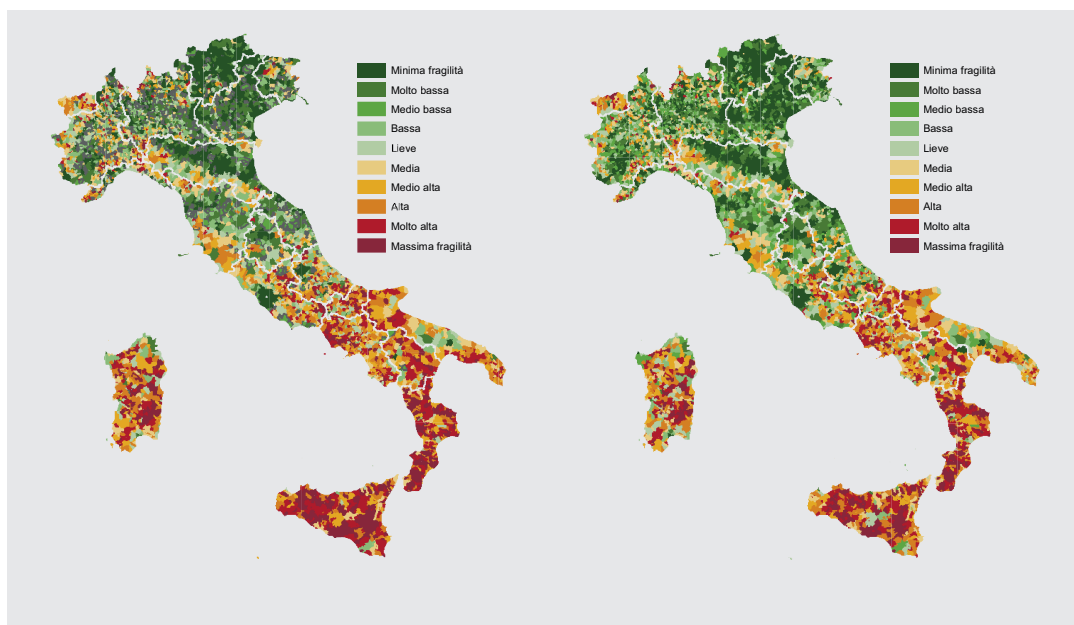 Minima fragilità
Molto bassa
Medio bassa
Bassa
Lieve
Media
Medio alta
Alta
Molto alta
Massima fragilità
Minima fragilità
Molto bassa
Medio bassa
Bassa
Lieve
Media
Medio alta
Alta
Molto alta
Massima fragilità